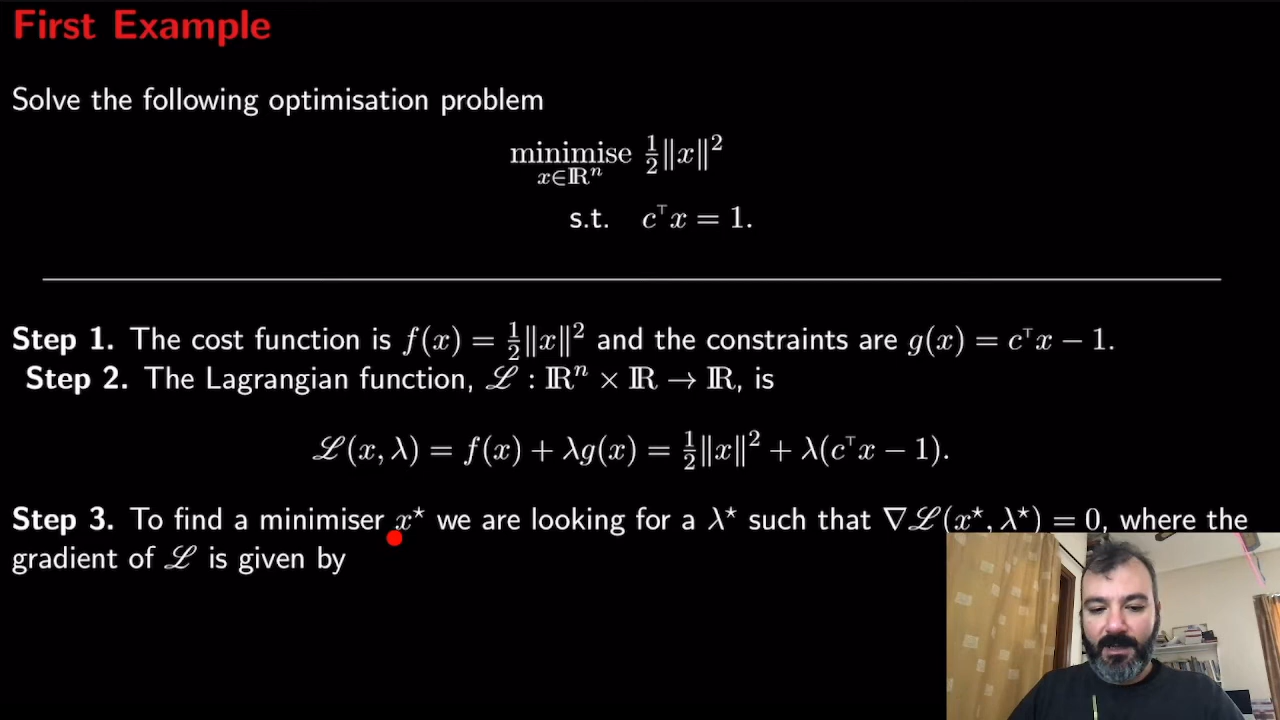 First Example
Solve the following optimisation problem
minimise ½‖x‖²
x∈ℝⁿ
s.t. c⊤x = 1.
Step 1. The cost function is f(x) = ½‖x‖² and the constraints are g(x) = c⊤x − 1.
Step 2. The Lagrangian function, ℒ : ℝⁿ × ℝ → ℝ, is
ℒ(x, λ) = f(x) + λg(x) = ½‖x‖² + λ(c⊤x − 1).
Step 3. To find a minimiser x⋆ we are looking for a λ⋆ such that ∇ℒ(x⋆, λ⋆) = 0, where the
gradient of ℒ is given by